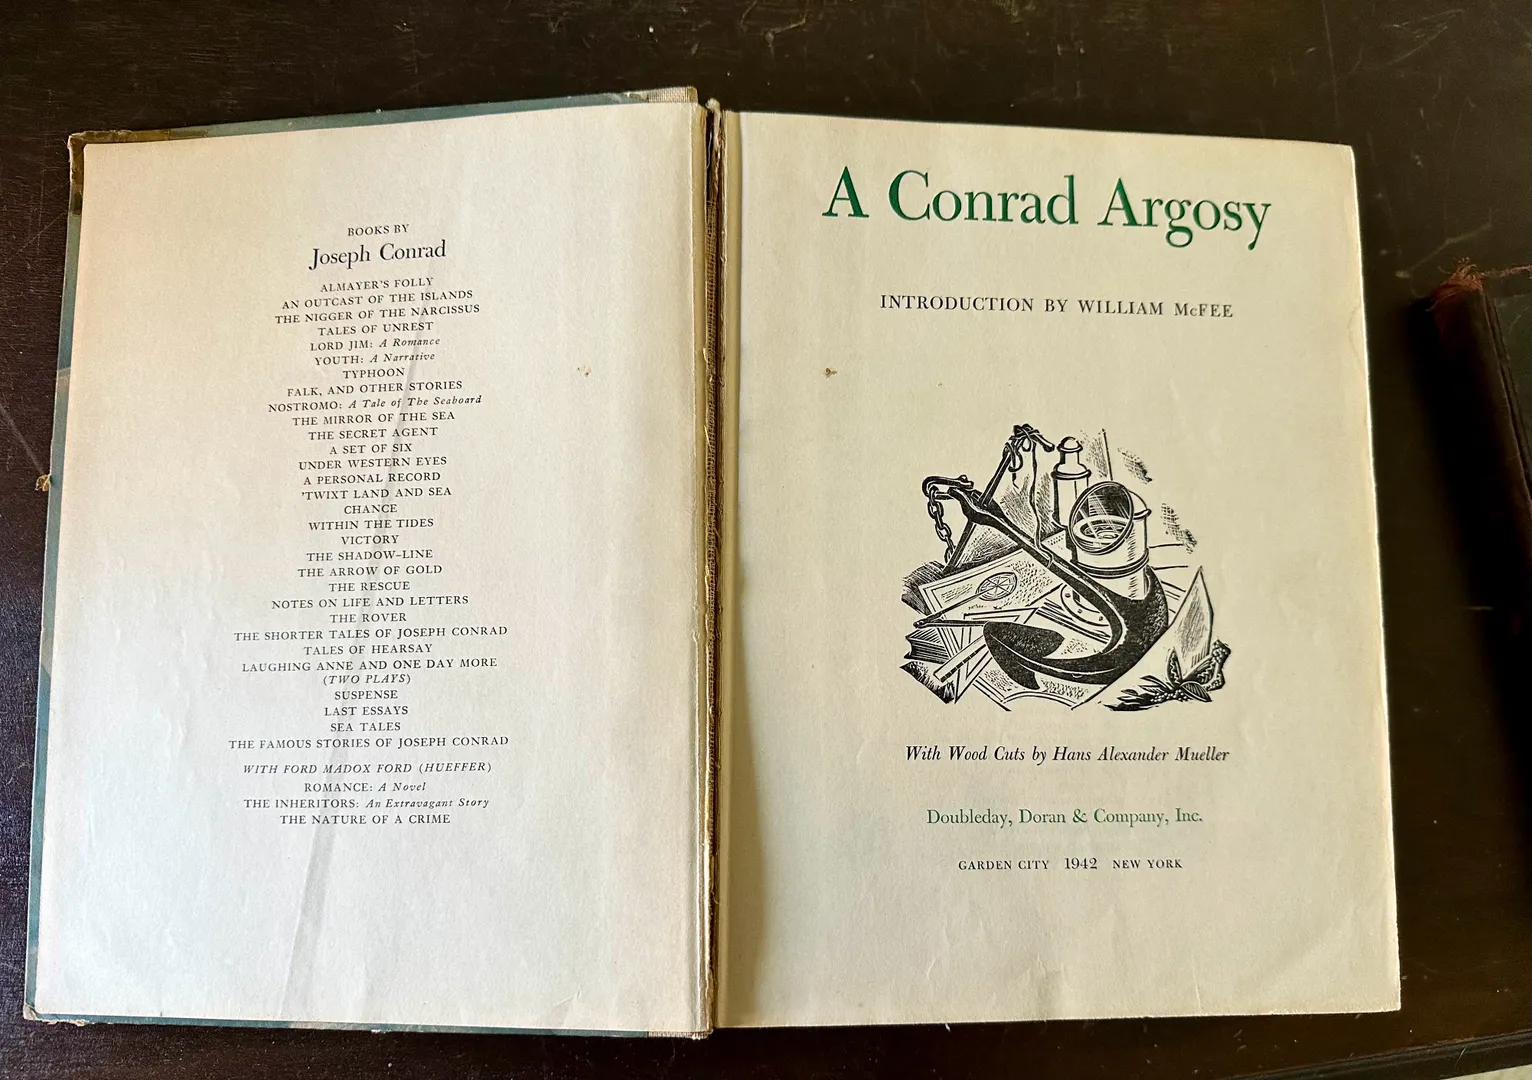 BOOKS BY
Joseph Conrad
ALMAYER'S FOLLY
AN OUTCAST OF THE ISLANDS
THE NIGGER OF THE NARCISSUS
TALES OF UNREST
LORD JIM: A Romance
YOUTH: A Narrative
TYPHOON
FALK, AND OTHER STORIES
NOSTROMO: A Tale of The Seaboard
THE MIRROR OF THE SEA
THE SECRET AGENT
A SET OF SIX
UNDER WESTERN EYES
A PERSONAL RECORD
'TWIXT LAND AND SEA
CHANCE
WITHIN THE TIDES
VICTORY
THE SHADOW-LINE
THE ARROW OF GOLD
THE RESCUE
NOTES ON LIFE AND LETTERS
THE ROVER
THE SHORTER TALES OF JOSEPH CONRAD
TALES OF HEARSAY
LAUGHING ANNE AND ONE DAY MORE
(TWO PLAYS)
SUSPENSE
LAST ESSAYS
SEA TALES
THE FAMOUS STORIES OF JOSEPH CONRAD
WITH FORD MADOX FORD (HUEFFER)
ROMANCE: A Novel
THE INHERITORS: An Extravagant Story
THE NATURE OF A CRIME
A Conrad Argosy
INTRODUCTION BY WILLIAM McFEE
With Wood Cuts by Hans Alexander Mueller
Doubleday, Doran & Company, Inc.
GARDEN CITY 1942 NEW YORK